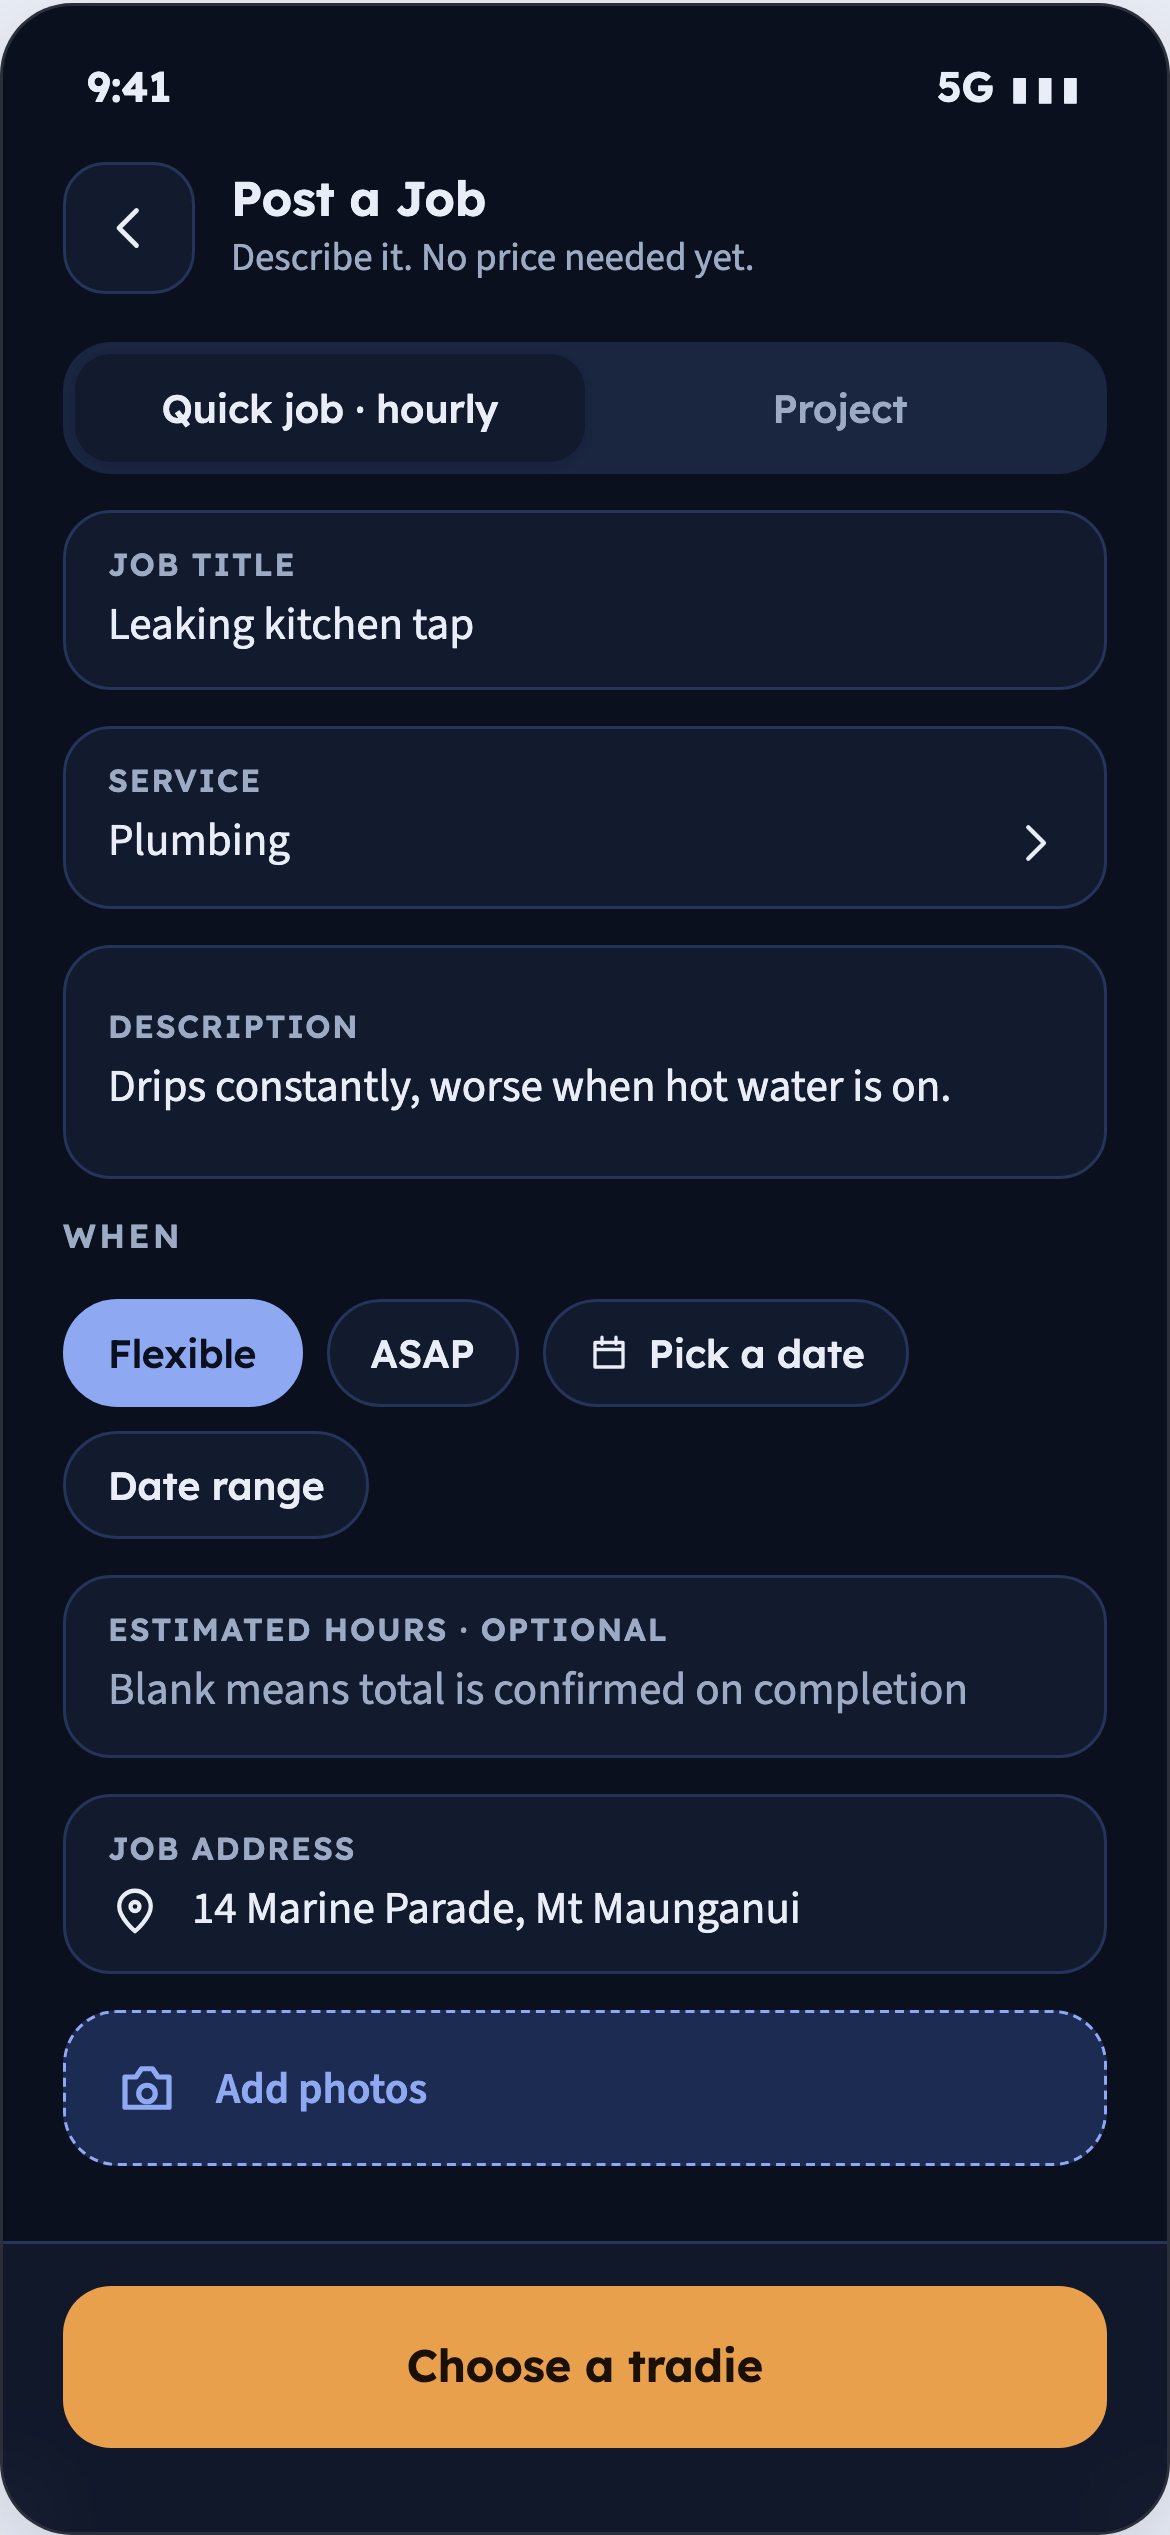 9:41
5G
Post a Job
Describe it. No price needed yet.
Quick job · hourly
Project
JOB TITLE
Leaking kitchen tap
SERVICE
Plumbing
DESCRIPTION
Drips constantly, worse when hot water is on.
WHEN
Flexible
ASAP
Pick a date
Date range
ESTIMATED HOURS · OPTIONAL
Blank means total is confirmed on completion
JOB ADDRESS
14 Marine Parade, Mt Maunganui
Add photos
Choose a tradie